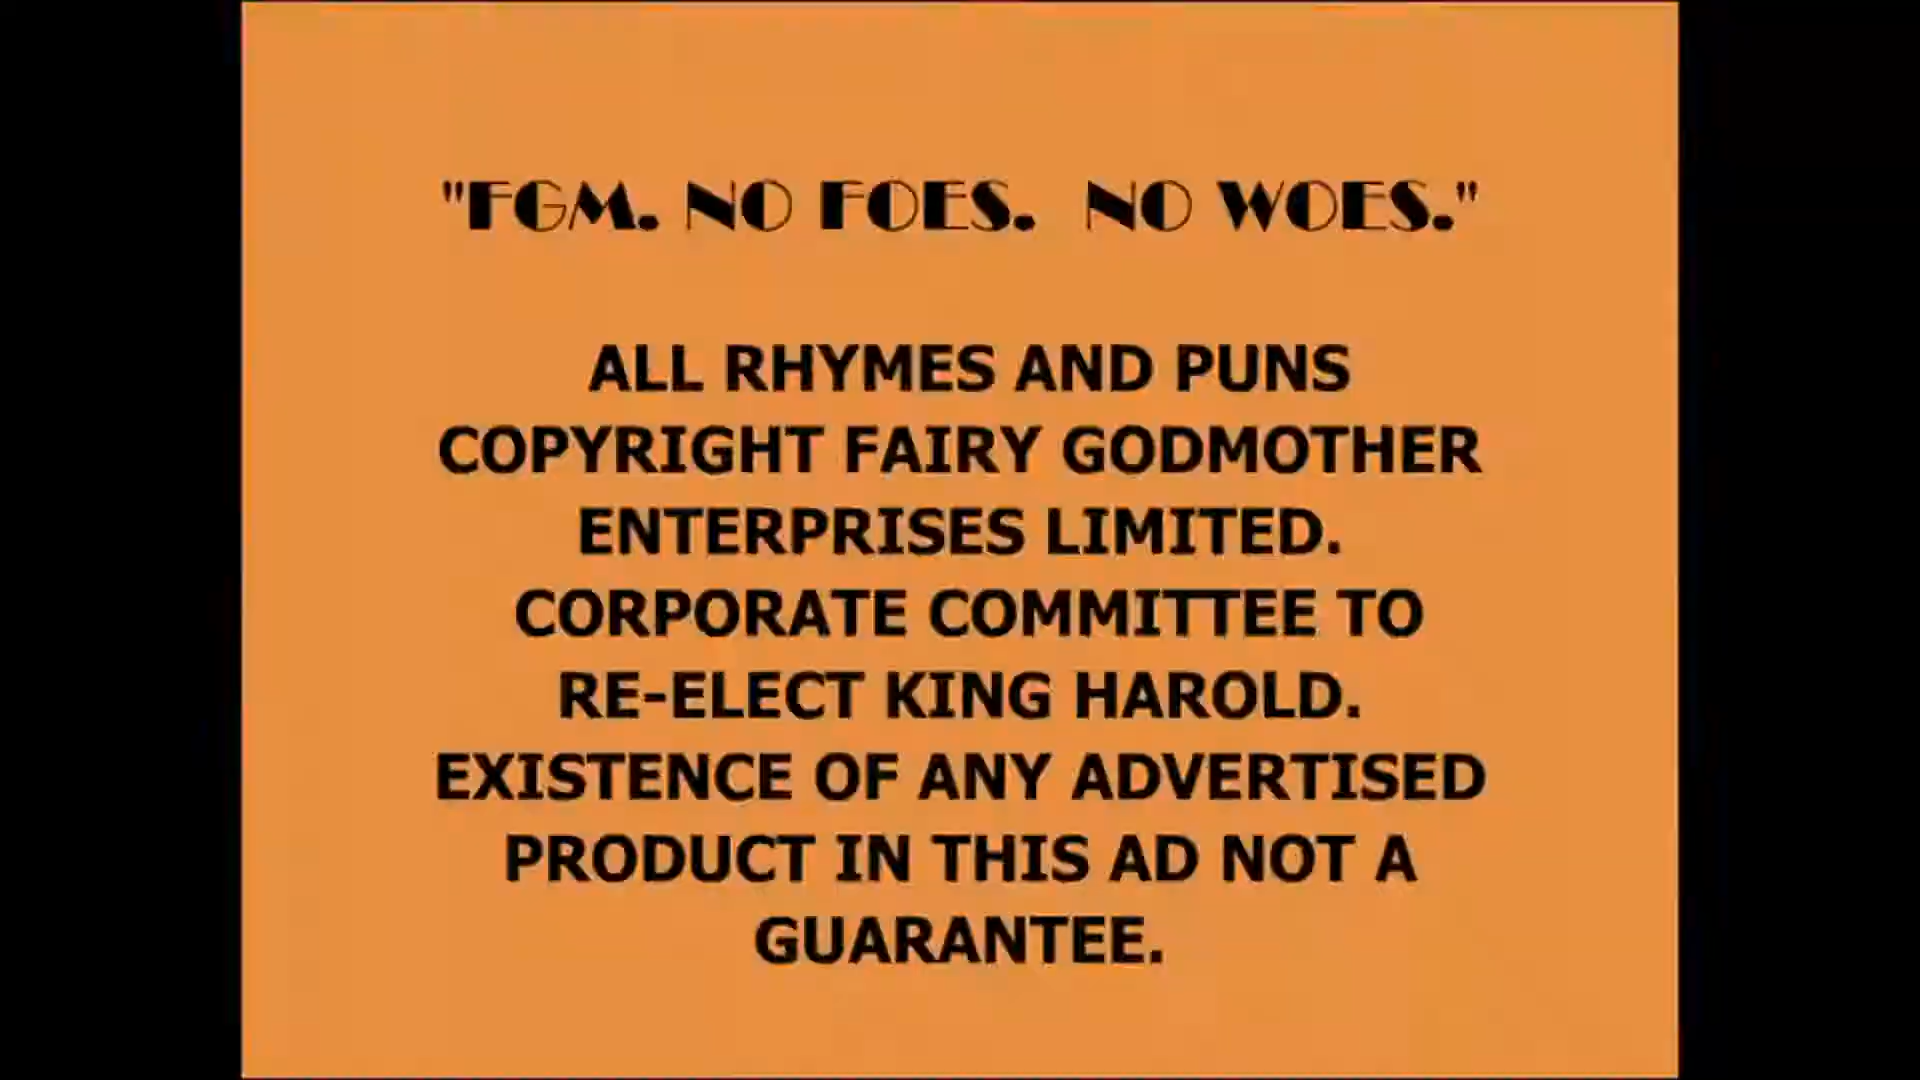 "FGM. NO FOES.  NO WOES."
ALL RHYMES AND PUNS
COPYRIGHT FAIRY GODMOTHER
ENTERPRISES LIMITED.
CORPORATE COMMITTEE TO
RE-ELECT KING HAROLD.
EXISTENCE OF ANY ADVERTISED
PRODUCT IN THIS AD NOT A
GUARANTEE.